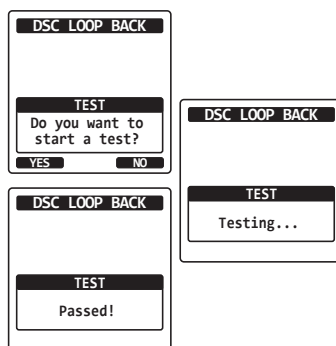 DSC LOOP BACK
TEST
Do you want to
start a test?
YES NO
DSC LOOP BACK
TEST
Testing...
DSC LOOP BACK
TEST
Passed!